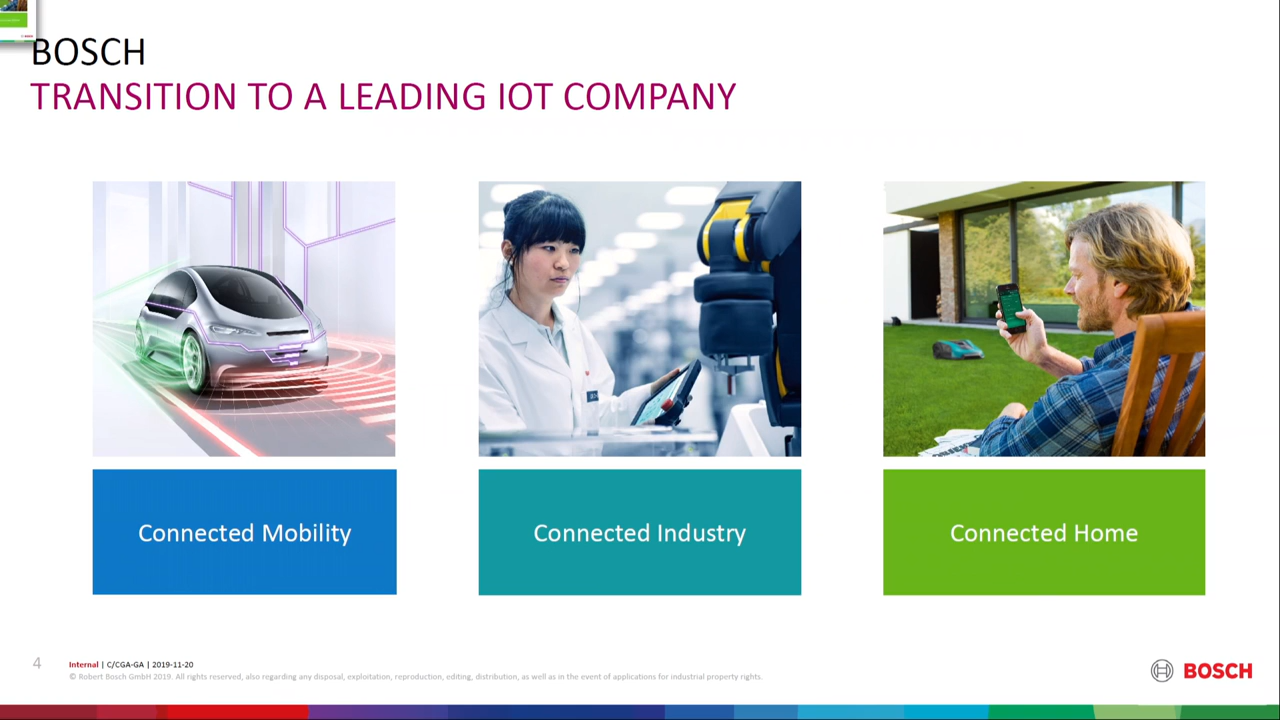 BOSCH
TRANSITION TO A LEADING IOT COMPANY
Connected Mobility
Connected Industry
Connected Home
4
Internal | C/CGA-GA | 2019-11-20
© Robert Bosch GmbH 2019. All rights reserved, also regarding any disposal, exploitation, reproduction, editing, distribution, as well as in the event of applications for industrial property rights.
BOSCH